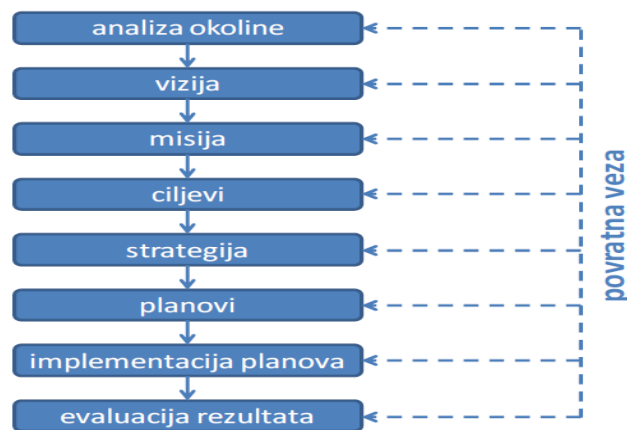 analiza okoline
vizija
misija
ciljevi
strategija
planovi
implementacija planova
evaluacija rezultata
povratna veza